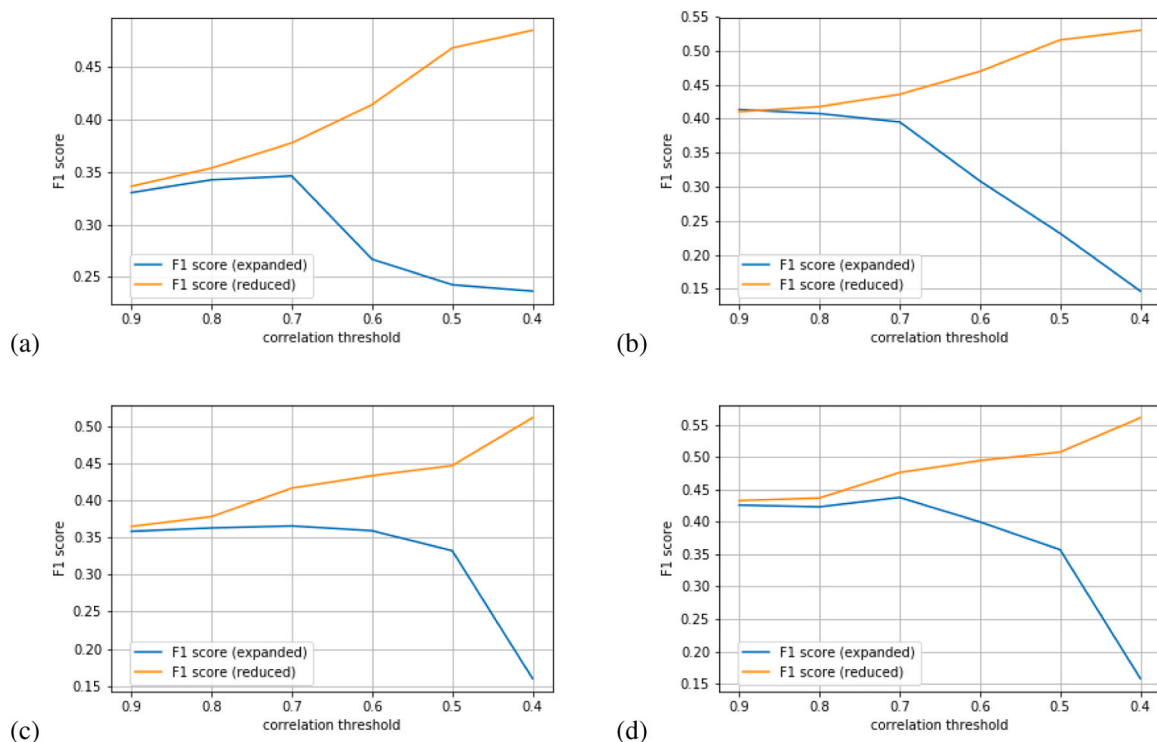 0.45
0.40
0.35
0.30
0.25
F1 score
F1 score (expanded)
F1 score (reduced)
0.9 0.8 0.7 0.6 0.5 0.4
correlation threshold
(a)
0.55
0.50
0.45
0.40
0.35
0.30
0.25
0.20
0.15
F1 score
F1 score (expanded)
F1 score (reduced)
0.9 0.8 0.7 0.6 0.5 0.4
correlation threshold
(b)
0.50
0.45
0.40
0.35
0.30
0.25
0.20
0.15
F1 score
F1 score (expanded)
F1 score (reduced)
0.9 0.8 0.7 0.6 0.5 0.4
correlation threshold
(c)
0.55
0.50
0.45
0.40
0.35
0.30
0.25
0.20
0.15
F1 score
F1 score (expanded)
F1 score (reduced)
0.9 0.8 0.7 0.6 0.5 0.4
correlation threshold
(d)